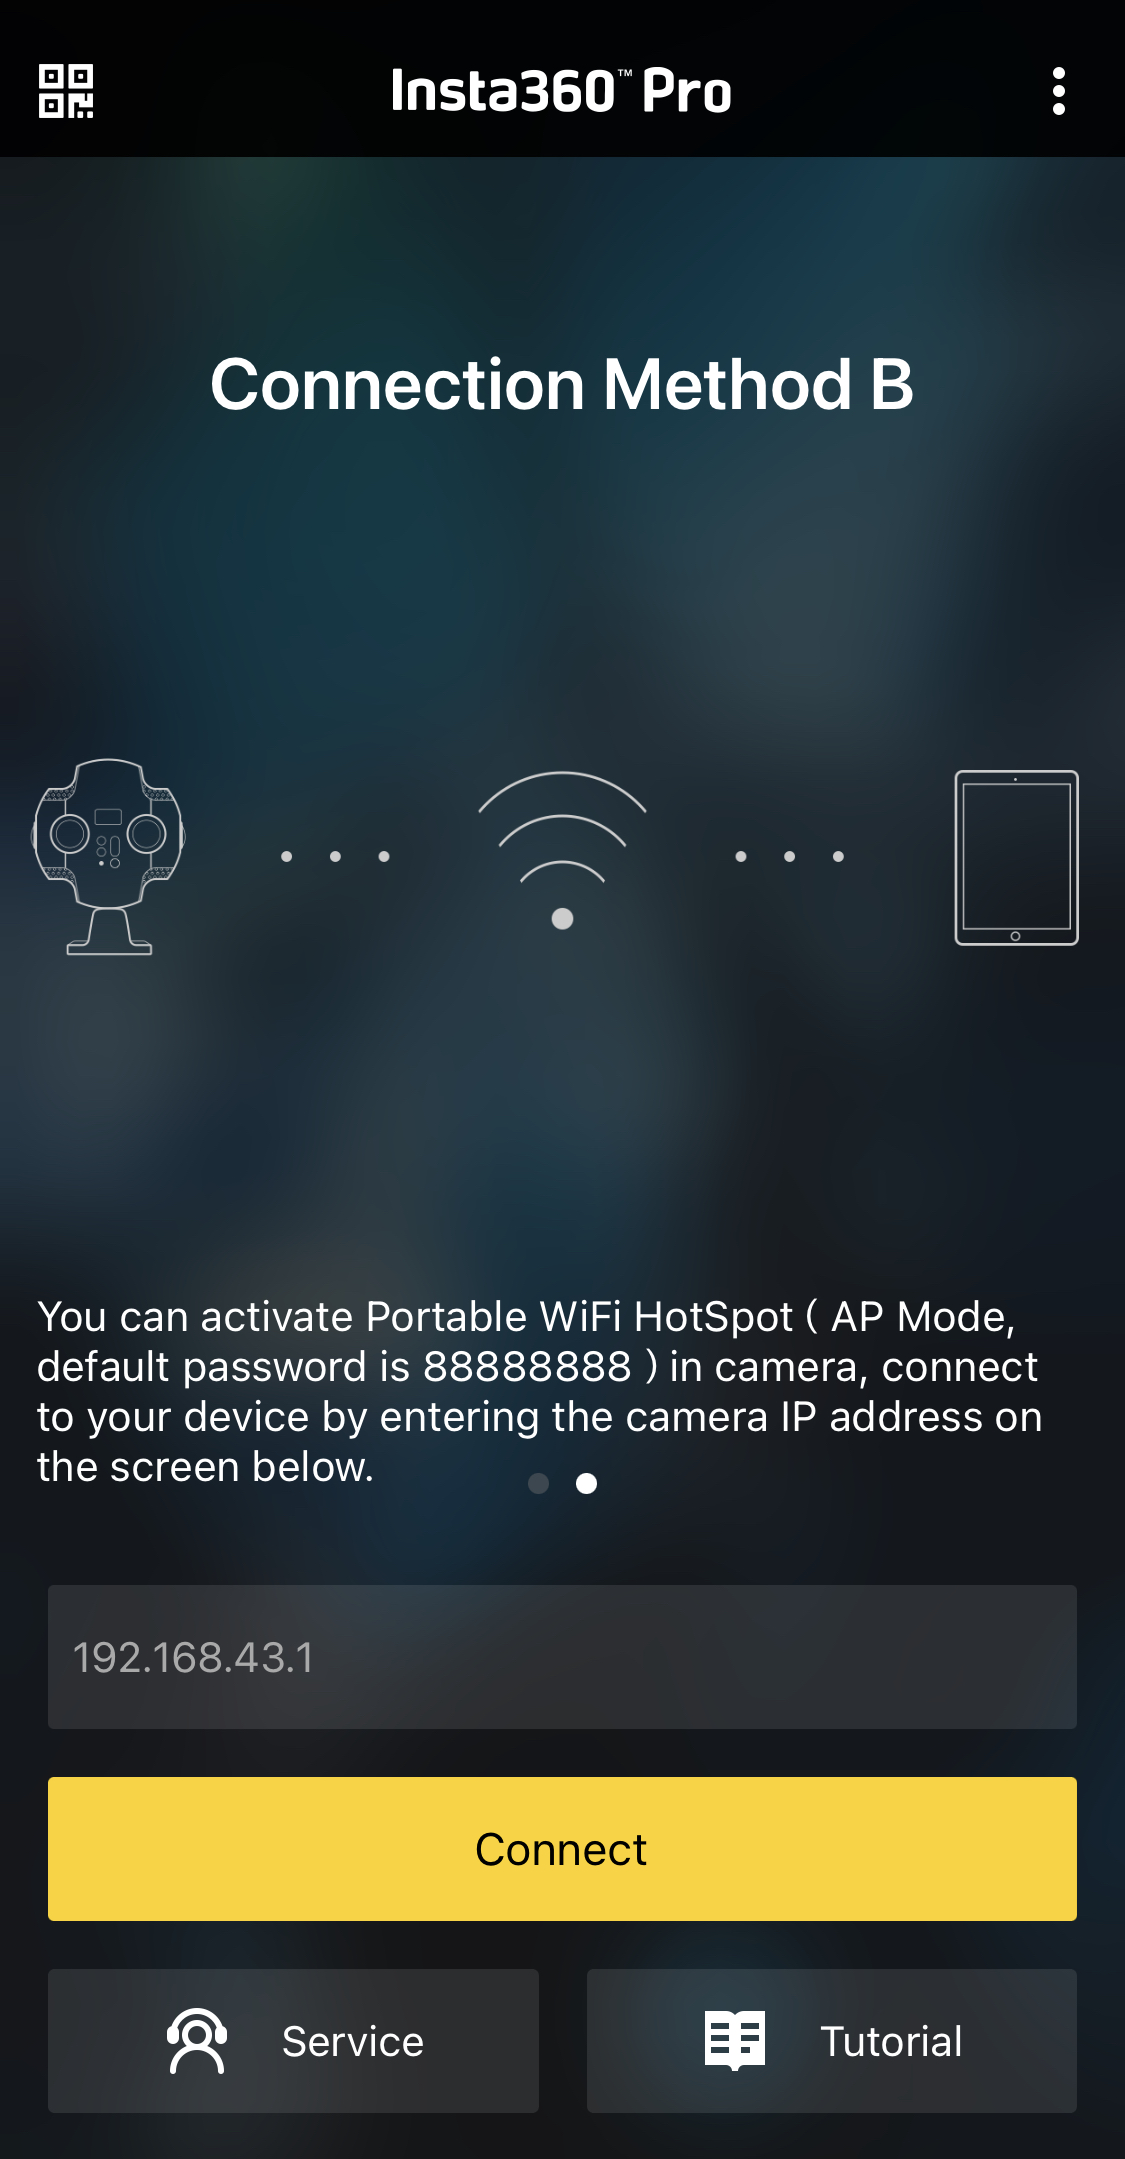 Insta360™ Pro
Connection Method B
You can activate Portable WiFi HotSpot ( AP Mode,
default password is 88888888 ) in camera, connect
to your device by entering the camera IP address on
the screen below.
192.168.43.1
Connect
Service
Tutorial